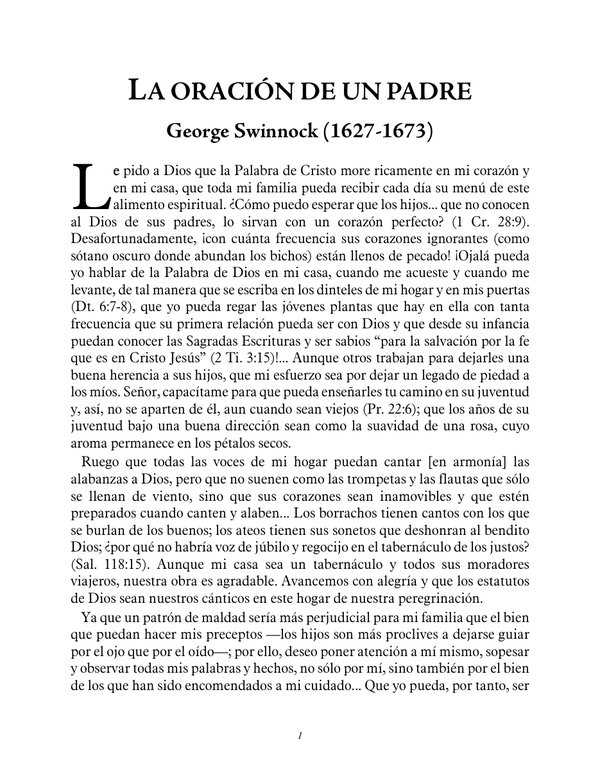 LA ORACIÓN DE UN PADRE
George Swinnock (1627-1673)
Le pido a Dios que la Palabra de Cristo more ricamente en mi corazón y
en mi casa, que toda mi familia pueda recibir cada día su menú de este
alimento espiritual. ¿Cómo puedo esperar que los hijos... que no conocen
al Dios de sus padres, lo sirvan con un corazón perfecto? (1 Cr. 28:9).
Desafortunadamente, ¡con cuánta frecuencia sus corazones ignorantes (como
sótano oscuro donde abundan los bichos) están llenos de pecado! ¡Ojalá pueda
yo hablar de la Palabra de Dios en mi casa, cuando me acueste y cuando me
levante, de tal manera que se escriba en los dinteles de mi hogar y en mis puertas
(Dt. 6:7-8), que yo pueda regar las jóvenes plantas que hay en ella con tanta
frecuencia que su primera relación pueda ser con Dios y que desde su infancia
puedan conocer las Sagradas Escrituras y ser sabios “para la salvación por la fe
que es en Cristo Jesús” (2 Ti. 3:15)!... Aunque otros trabajan para dejarles una
buena herencia a sus hijos, que mi esfuerzo sea por dejar un legado de piedad a
los míos. Señor, capacítame para que pueda enseñarles tu camino en su juventud
y, así, no se aparten de él, aun cuando sean viejos (Pr. 22:6); que los años de su
juventud bajo una buena dirección sean como la suavidad de una rosa, cuyo
aroma permanece en los pétalos secos.
Ruego que todas las voces de mi hogar puedan cantar [en armonía] las
alabanzas a Dios, pero que no suenen como las trompetas y las flautas que sólo
se llenan de viento, sino que sus corazones sean inamovibles y que estén
preparados cuando canten y alaben... Los borrachos tienen cantos con los que
se burlan de los buenos; los ateos tienen sus sonetos que deshonran al bendito
Dios; ¿por qué no habría voz de júbilo y regocijo en el tabernáculo de los justos?
(Sal. 118:15). Aunque mi casa sea un tabernáculo y todos sus moradores
viajeros, nuestra obra es agradable. Avancemos con alegría y que los estatutos
de Dios sean nuestros cánticos en este hogar de nuestra peregrinación.
Ya que un patrón de maldad sería más perjudicial para mi familia que el bien
que puedan hacer mis preceptos —los hijos son más proclives a dejarse guiar
por el ojo que por el oído—; por ello, deseo poner atención a mí mismo, sopesar
y observar todas mis palabras y hechos, no sólo por mí, sino también por el bien
de los que han sido encomendados a mi cuidado... Que yo pueda, por tanto, ser
1